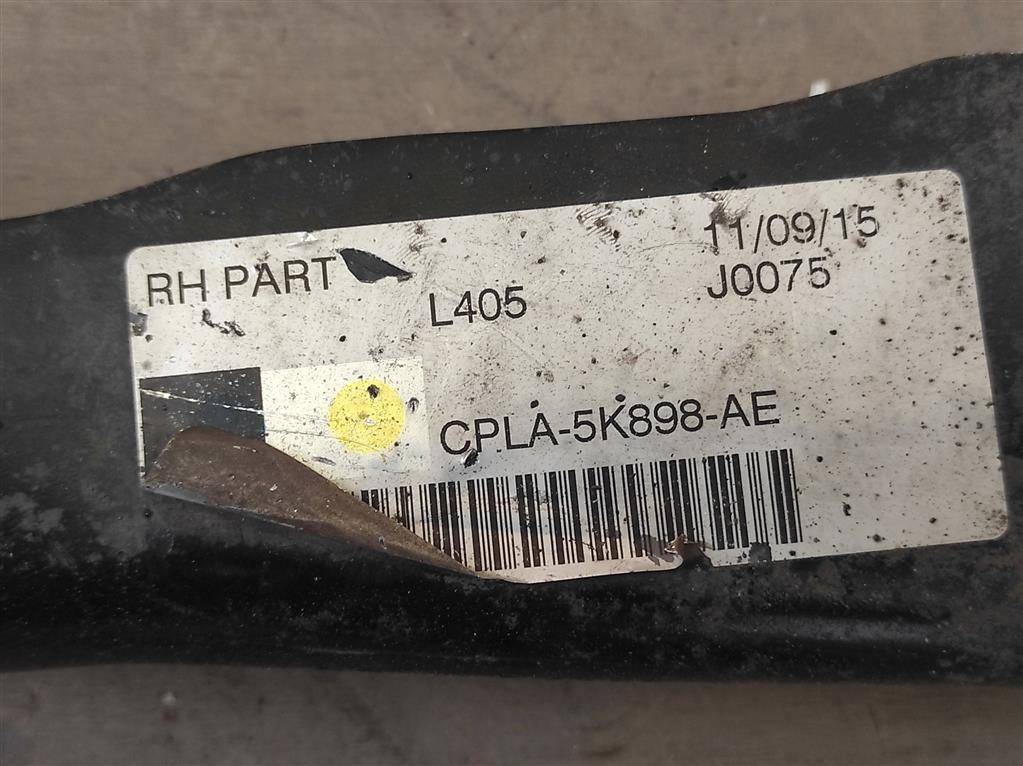 RH PART
11/09/15
L405
J0075
CPLA-5K898-AE